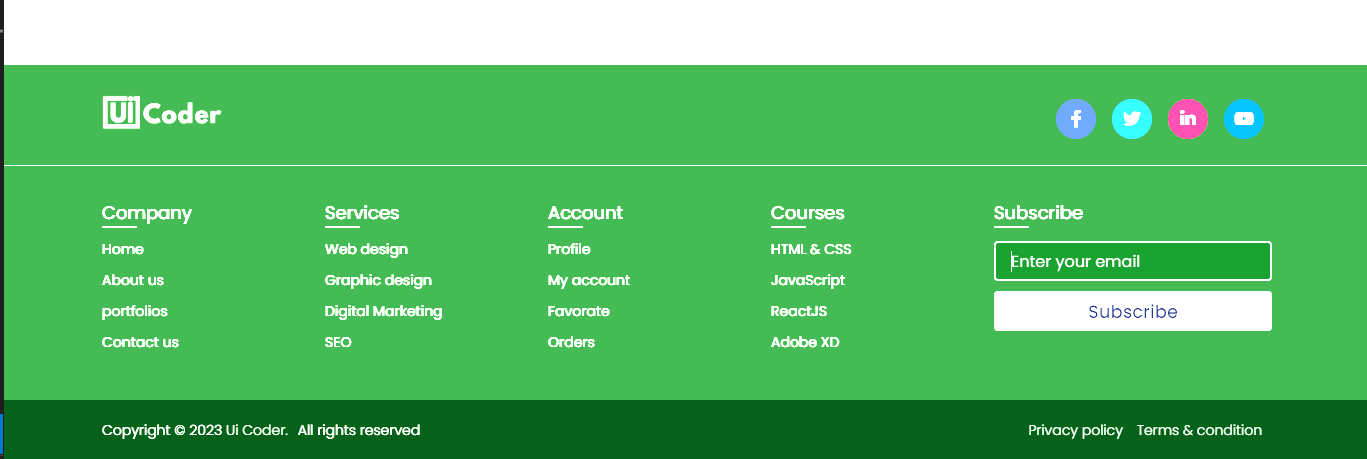 Ui Coder
Company
Home
About us
portfolios
Contact us
Services
Web design
Graphic design
Digital Marketing
SEO
Account
Profile
My account
Favorate
Orders
Courses
HTML & CSS
JavaScript
ReactJS
Adobe XD
Subscribe
Enter your email
Subscribe
Copyright © 2023 Ui Coder. All rights reserved
Privacy policy Terms & condition